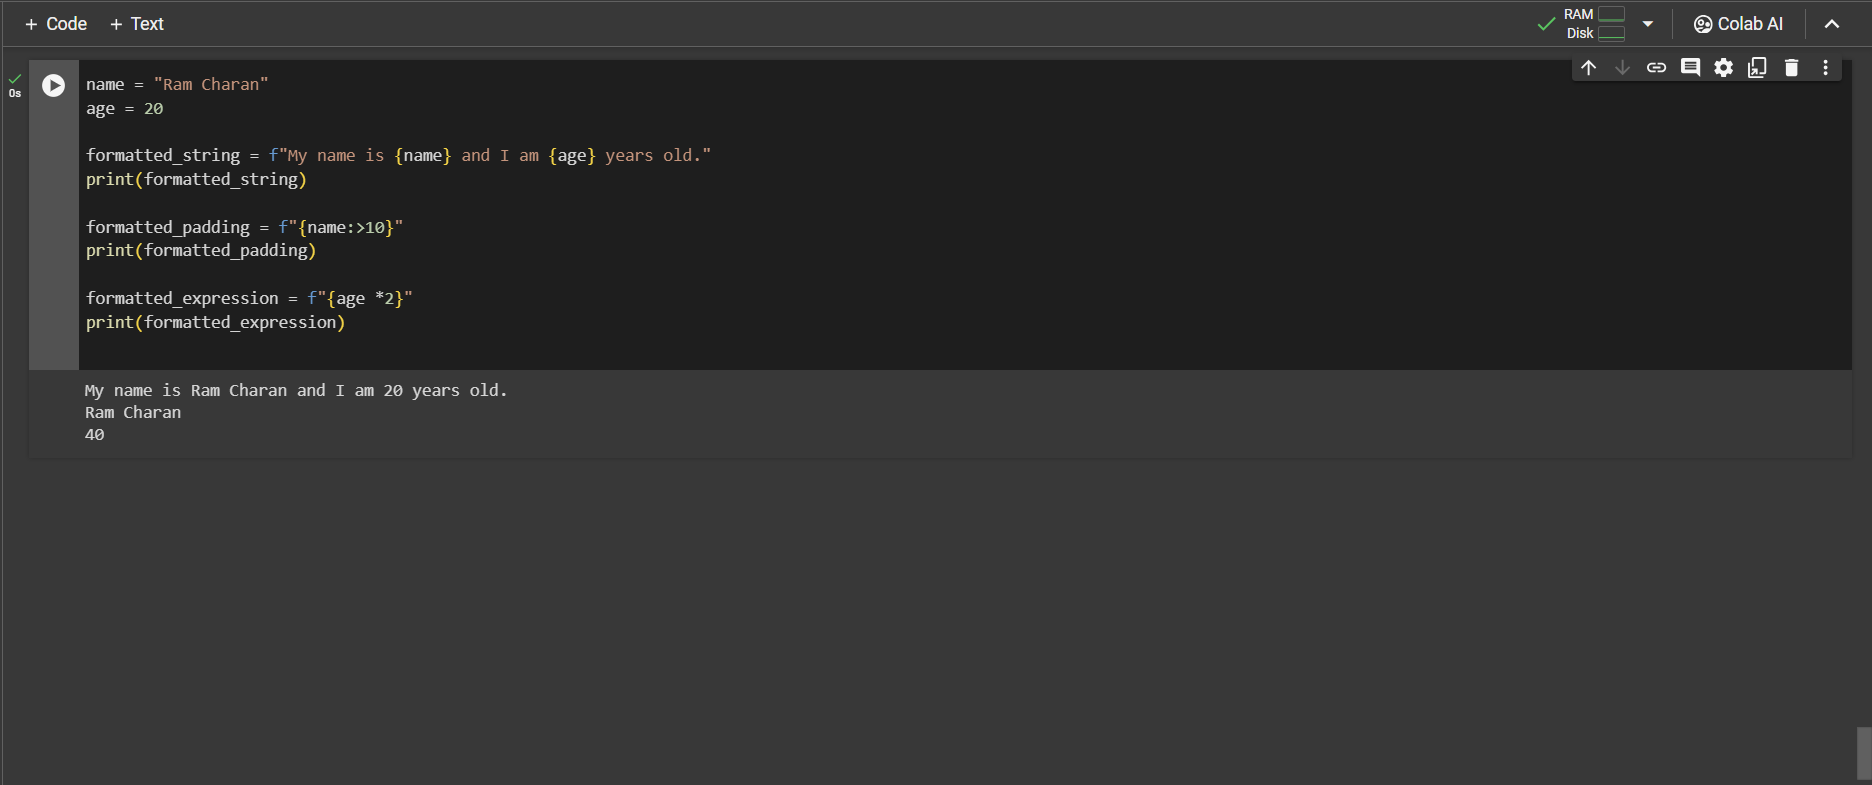 + Code + Text
RAM
Disk
Colab AI
0s
name = "Ram Charan"
age = 20
formatted_string = f"My name is {name} and I am {age} years old."
print(formatted_string)
formatted_padding = f"{name:>10}"
print(formatted_padding)
formatted_expression = f"{age *2}"
print(formatted_expression)
My name is Ram Charan and I am 20 years old.
Ram Charan
40